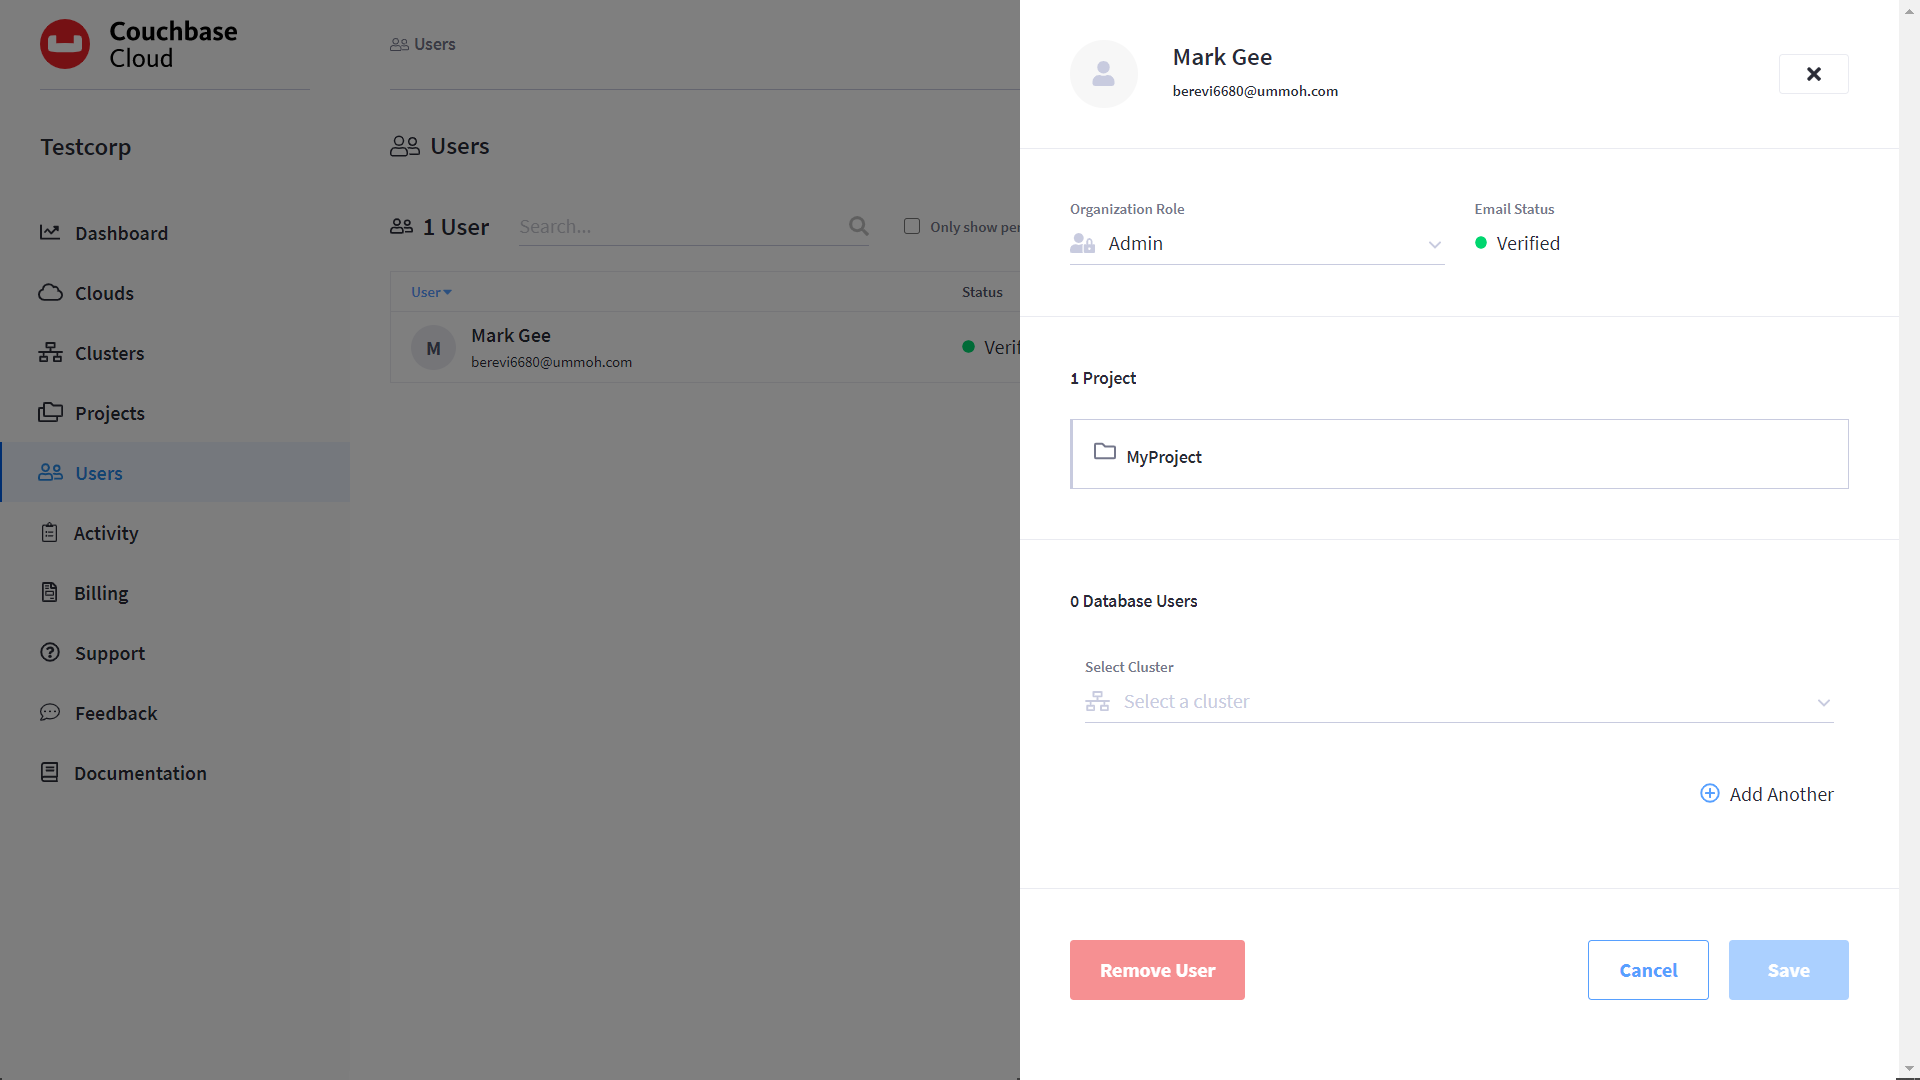 Couchbase
Cloud
Testcorp
Dashboard
Clouds
Clusters
Projects
Users
Activity
Billing
Support
Feedback
Documentation
Users
Users
1 User
Search...
Only show per
User
Status
M
Mark Gee
berevi6680@ummoh.com
Verif
Mark Gee
berevi6680@ummoh.com
Organization Role
Admin
Email Status
Verified
1 Project
MyProject
0 Database Users
Select Cluster
Select a cluster
Add Another
Remove User
Cancel
Save